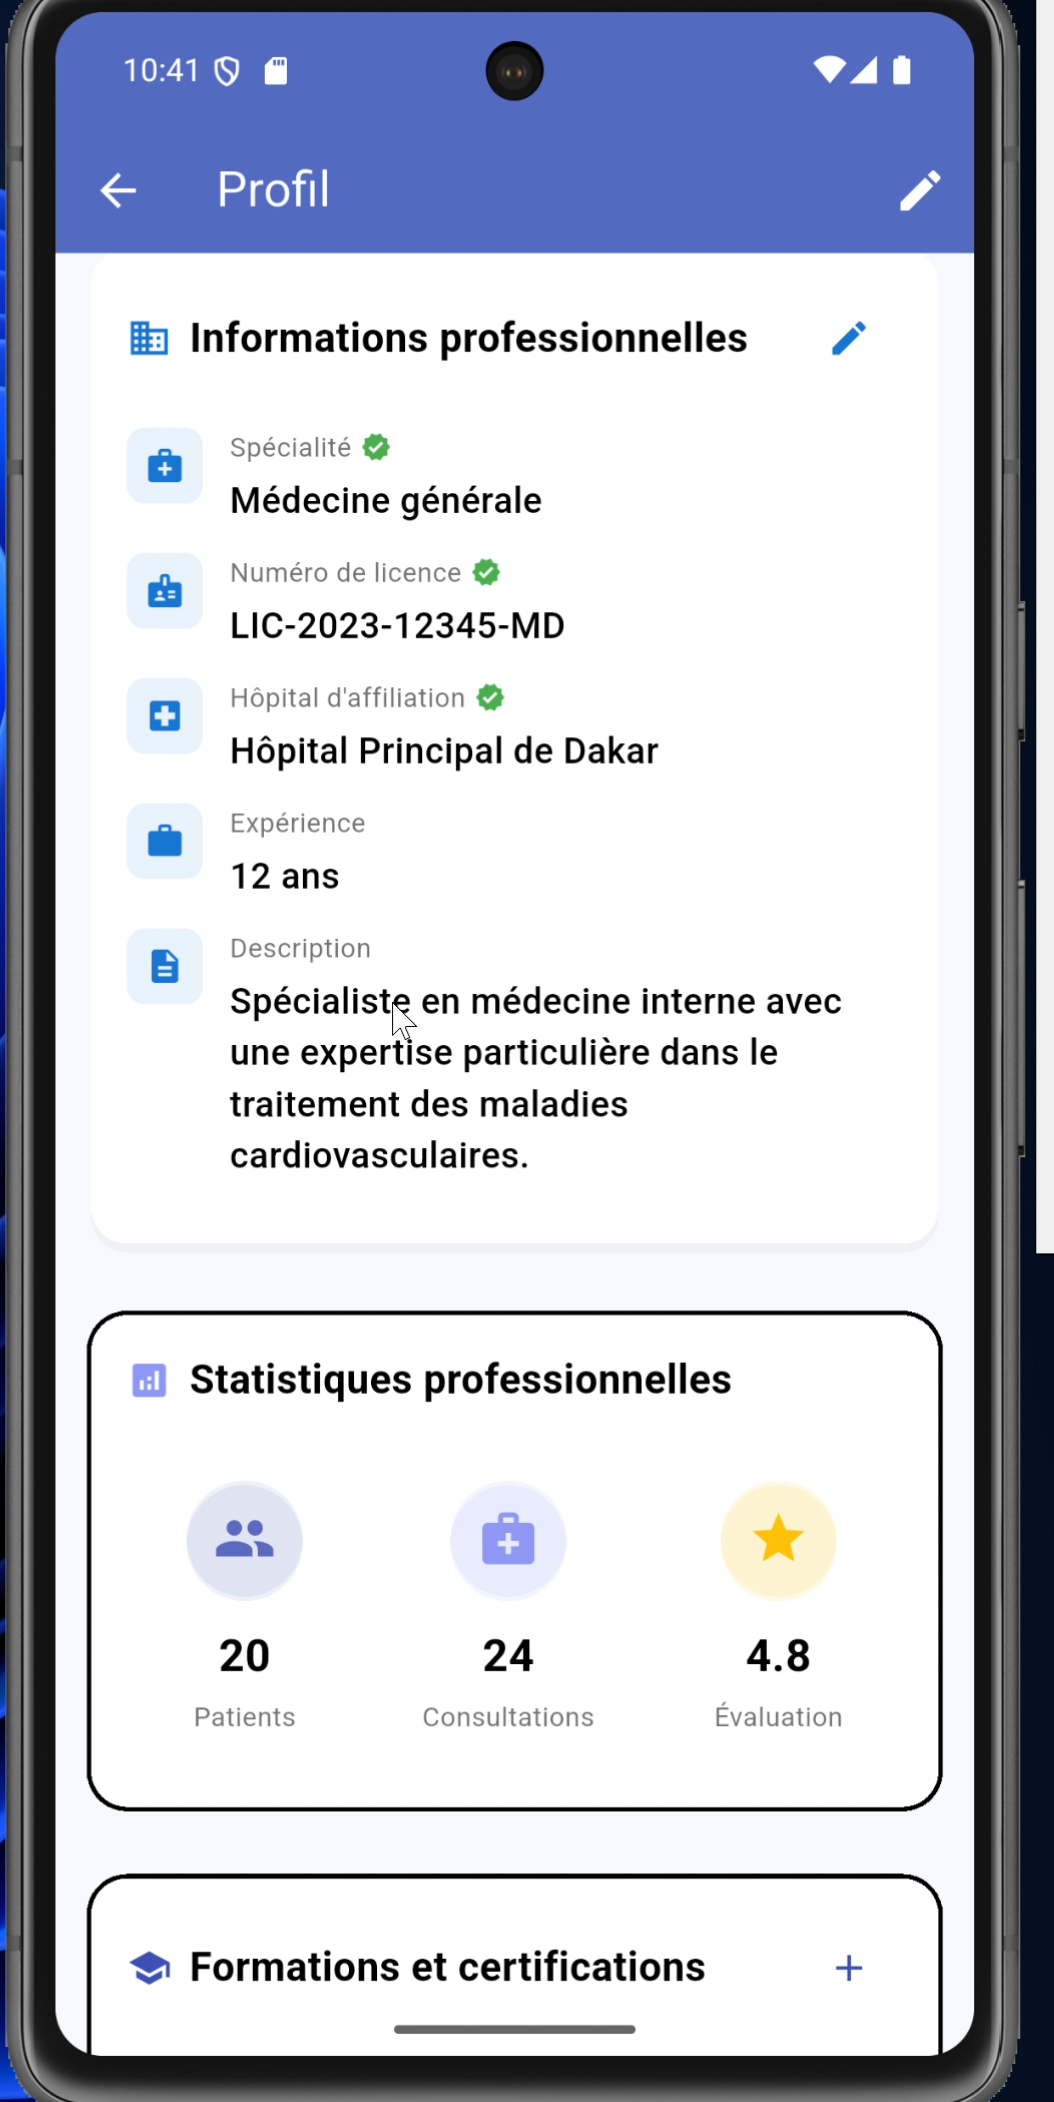 10:41
Profil
Informations professionnelles
Spécialité
Médecine générale
Numéro de licence
LIC-2023-12345-MD
Hôpital d'affiliation
Hôpital Principal de Dakar
Expérience
12 ans
Description
Spécialiste en médecine interne avec
une expertise particulière dans le
traitement des maladies
cardiovasculaires.
Statistiques professionnelles
20 24 4.8
Patients Consultations Évaluation
Formations et certifications